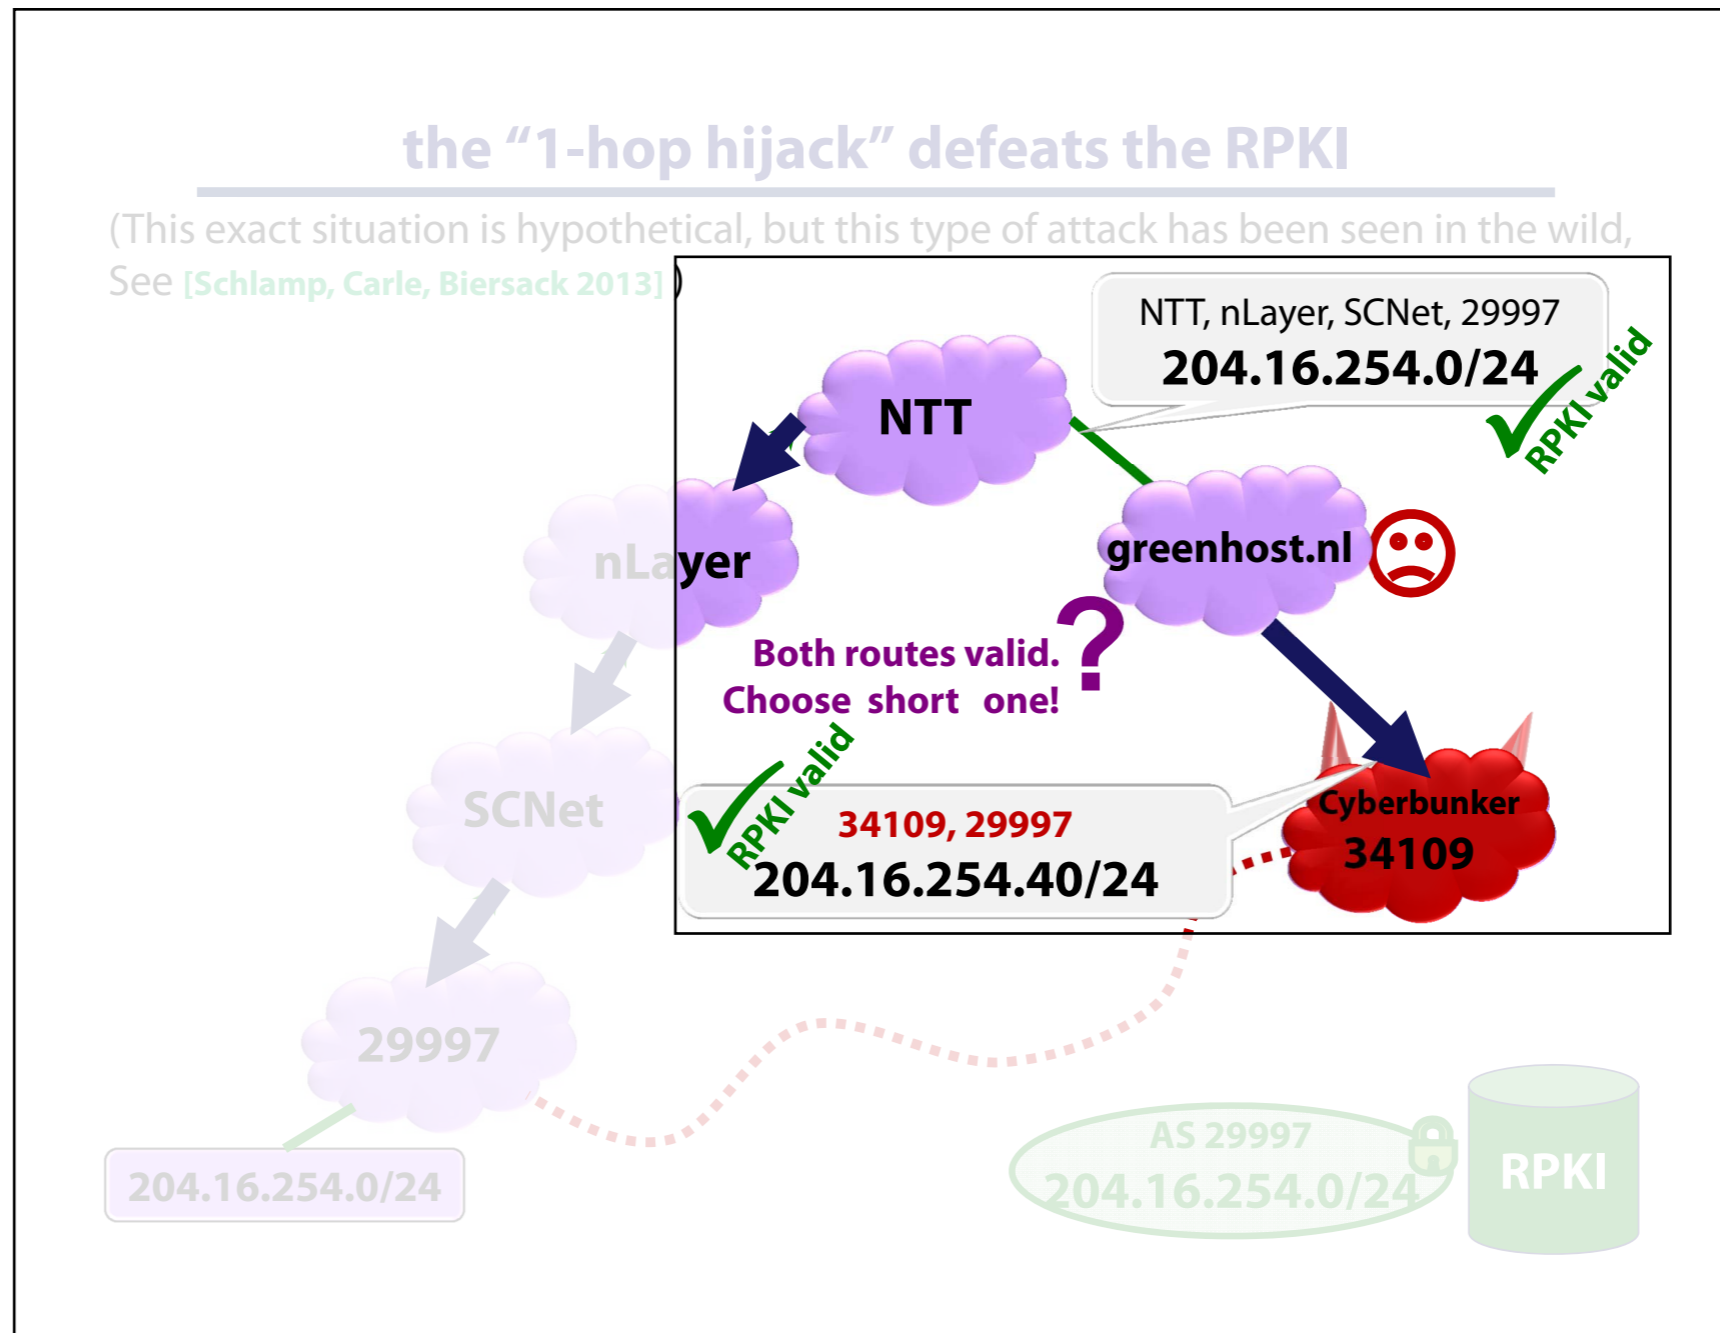 the “1-hop hijack” defeats the RPKI
(This exact situation is hypothetical, but this type of attack has been seen in the wild,
See [Schlamp, Carle, Biersack 2013] )
NTT, nLayer, SCNet, 29997
204.16.254.0/24
RPKI valid
NTT
nLayer
greenhost.nl
?
Both routes valid.
Choose short one!
RPKI valid
34109, 29997
204.16.254.40/24
Cyberbunker
34109
SCNet
29997
204.16.254.0/24
AS 29997
204.16.254.0/24
RPKI